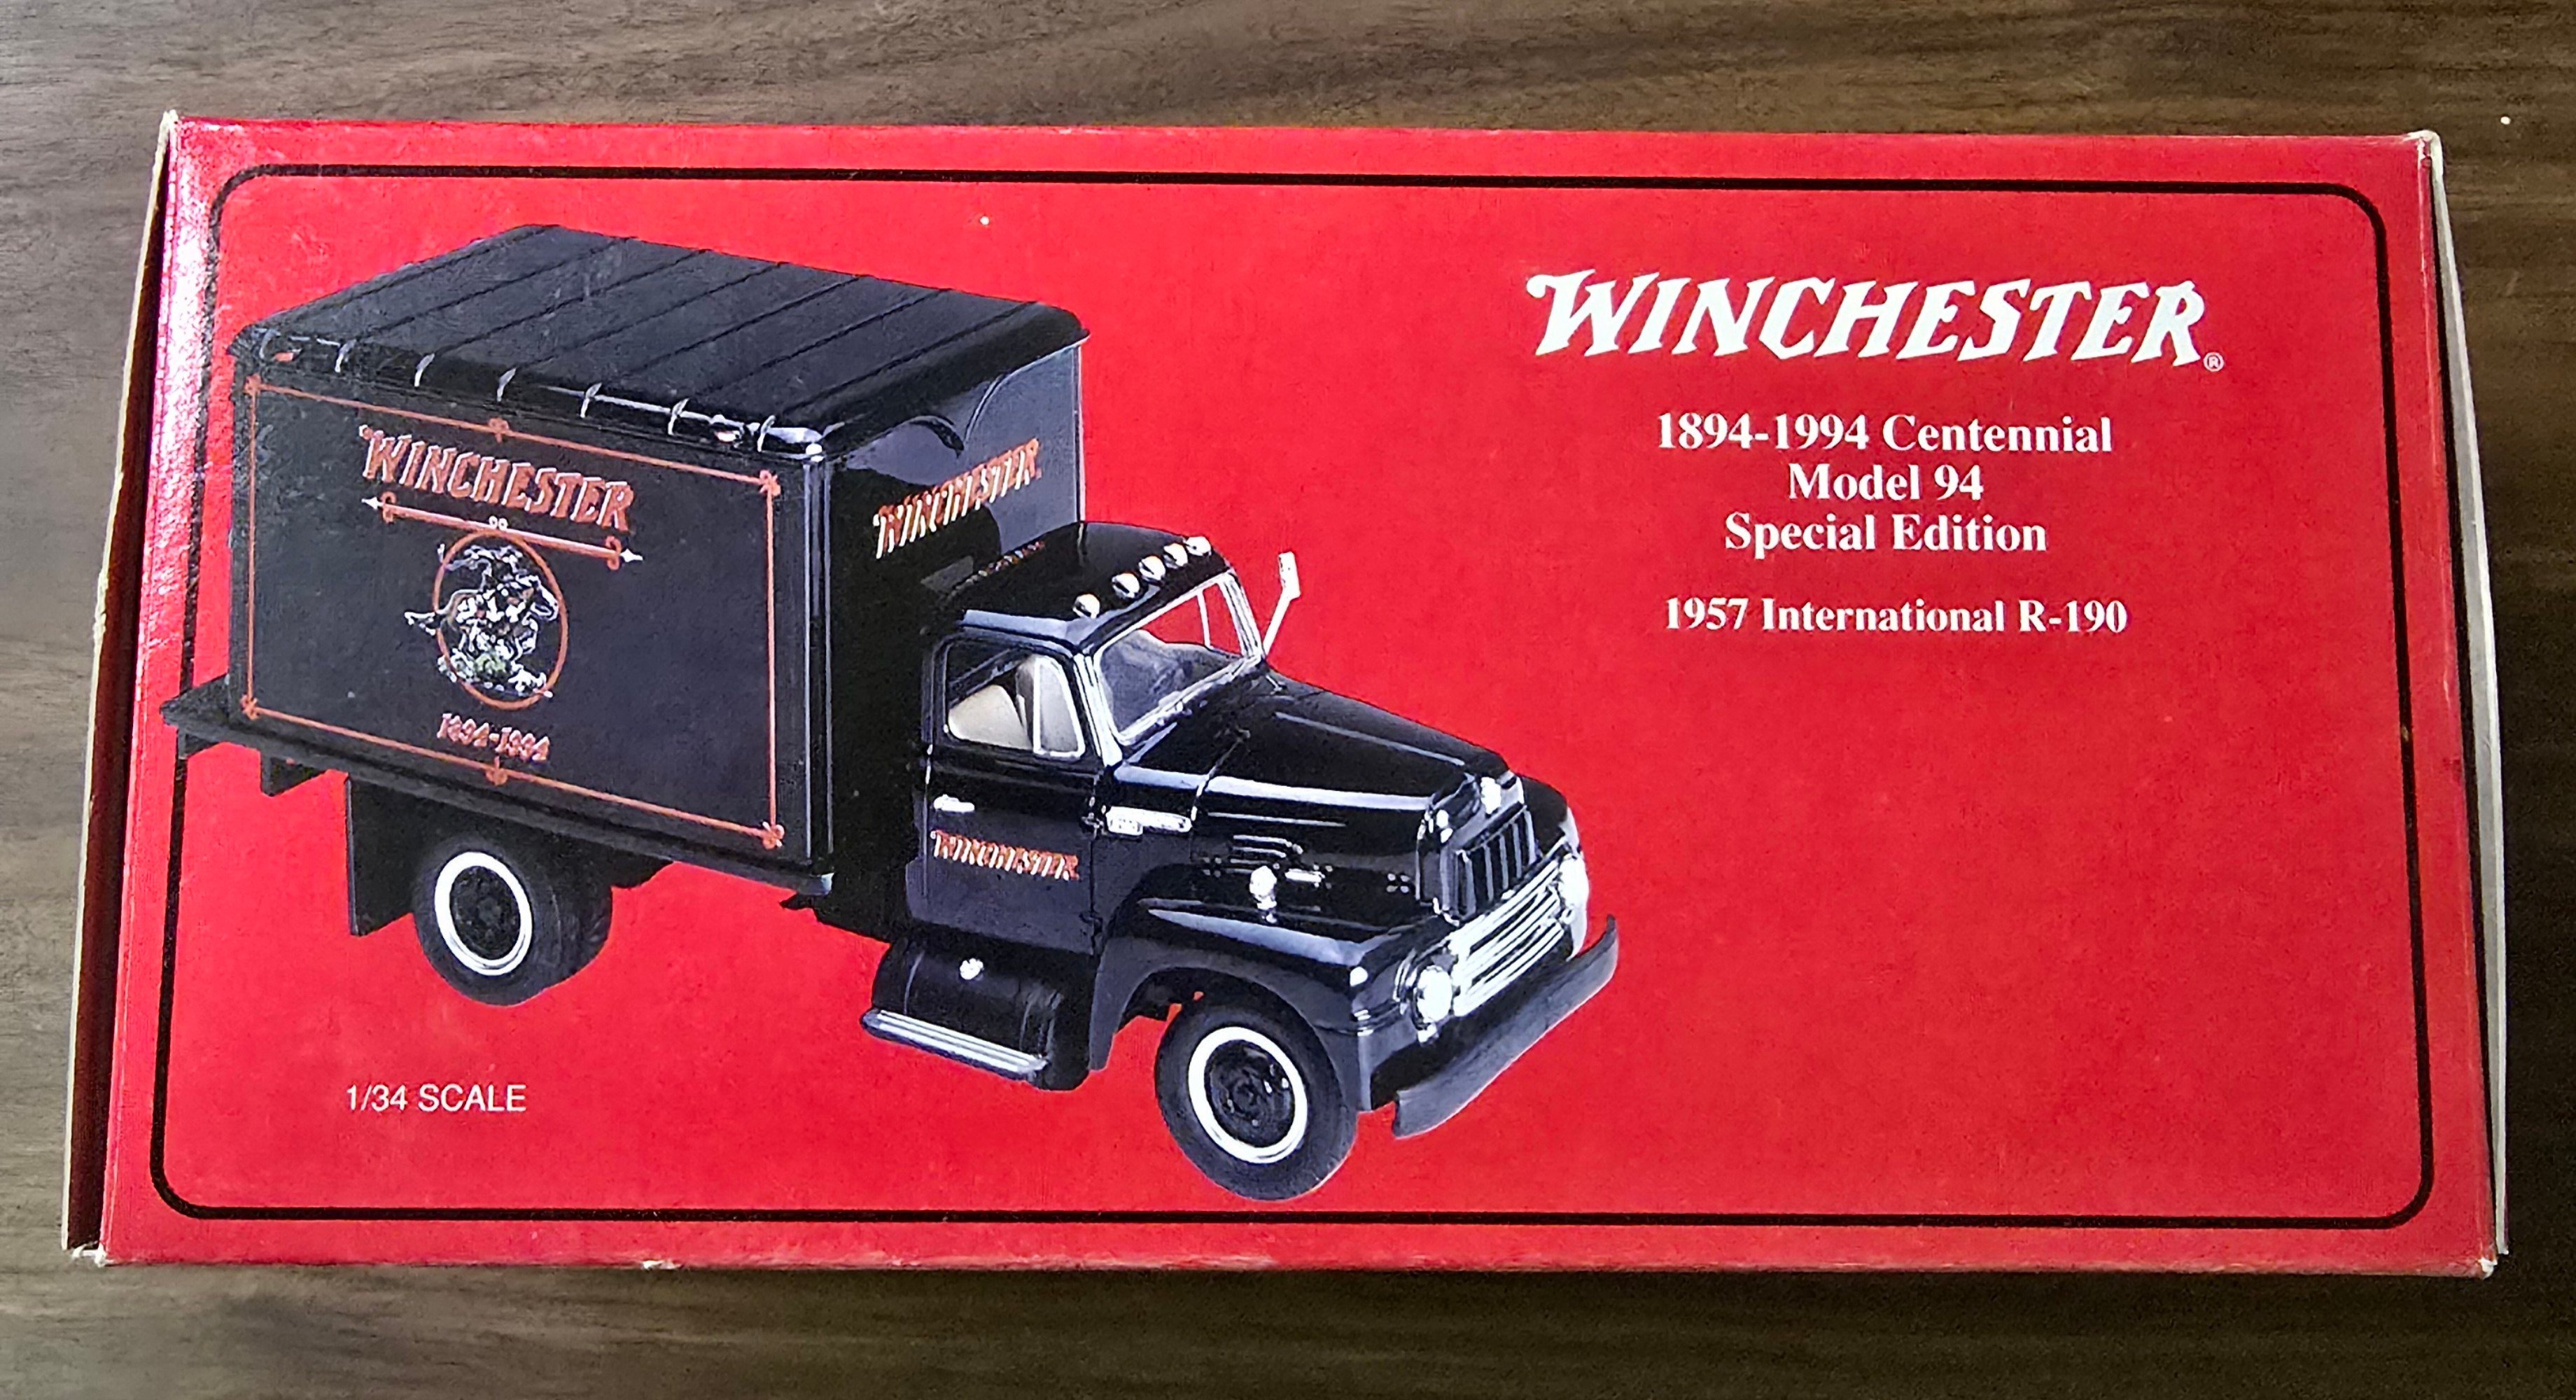 WINCHESTER®
1894-1994 Centennial
Model 94
Special Edition
1957 International R-190
WINCHESTER
1894-1994
WINCHESTER
WINCHESTER
1/34 SCALE